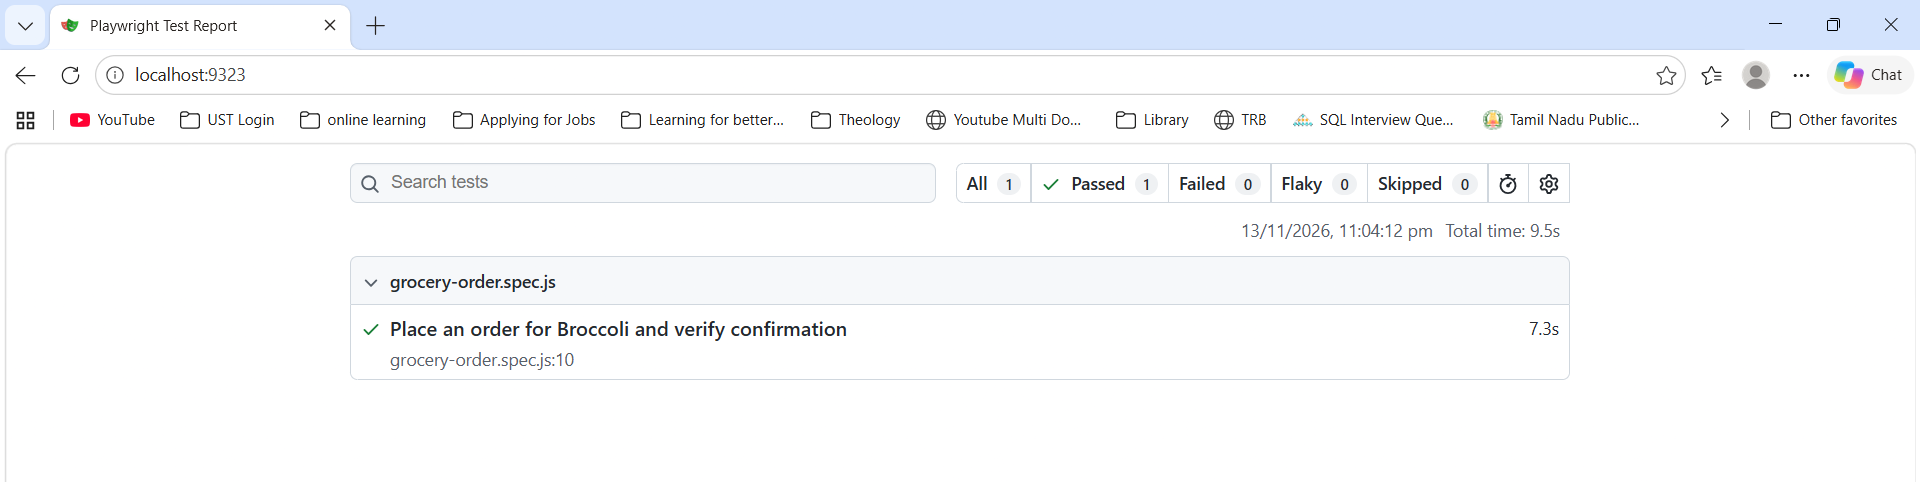 Playwright Test Report
localhost:9323
Chat
YouTube UST Login online learning Applying for Jobs Learning for better... Theology Youtube Multi Do... Library TRB SQL Interview Que... Tamil Nadu Public... Other favorites
Search tests
All 1 Passed 1 Failed 0 Flaky 0 Skipped 0
13/11/2026, 11:04:12 pm Total time: 9.5s
grocery-order.spec.js
Place an order for Broccoli and verify confirmation 7.3s
grocery-order.spec.js:10